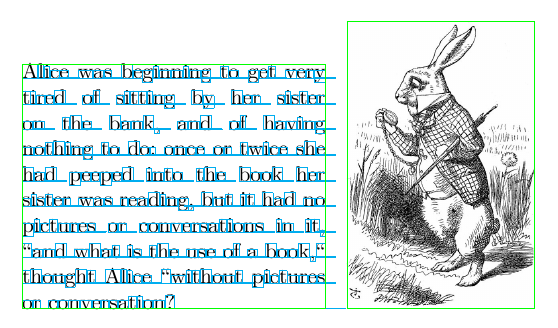 Alice was beginning to get very
tired of sitting by her sister
on the bank, and of having
nothing to do: once or twice she
had peeped into the book her
sister was reading, but it had no
pictures or conversations in it,
“and what is the use of a book,“
thought Alice “without pictures
or conversation?